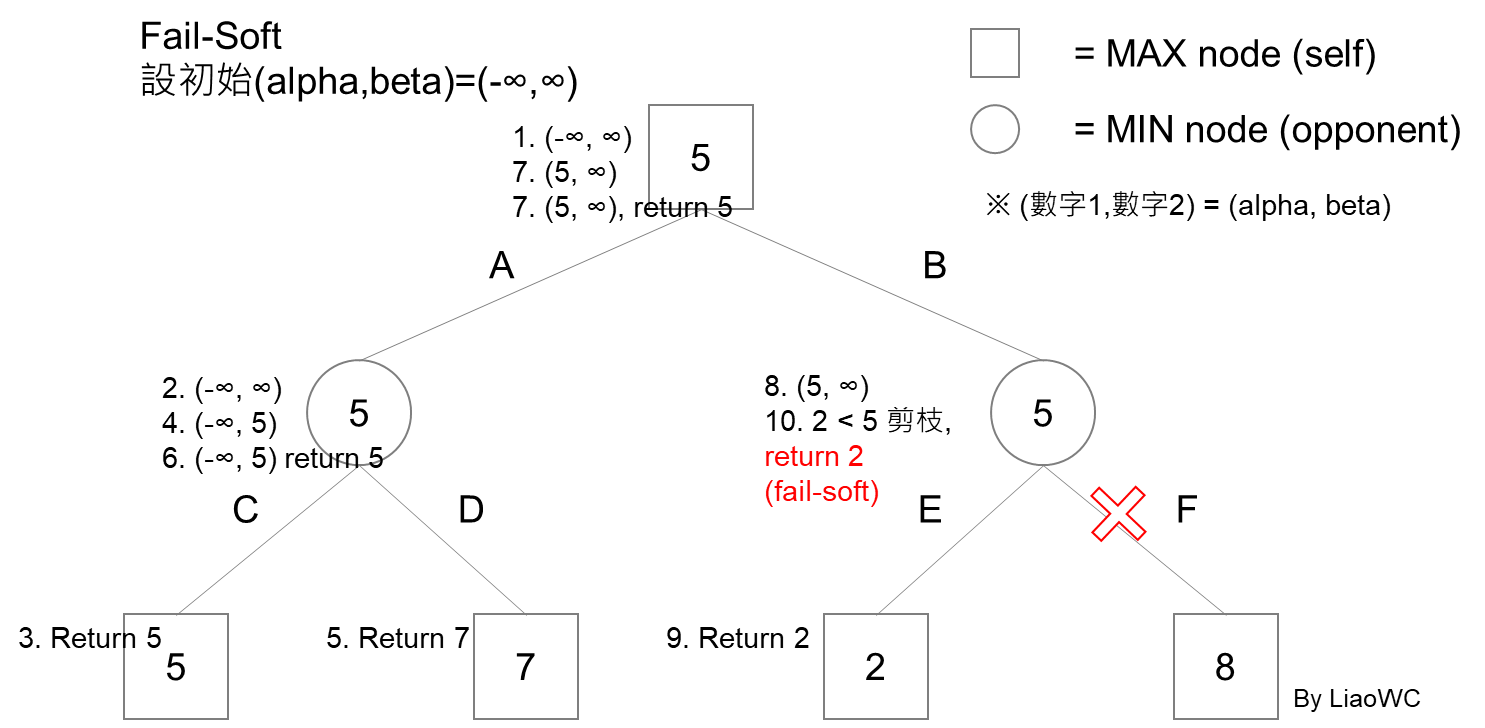 Fail-Soft
設初始(alpha,beta)=(-∞,∞)
= MAX node (self)
= MIN node (opponent)
※ (數字1,數字2) = (alpha, beta)
1. (-∞, ∞)
7. (5, ∞)
7. (5, ∞), return 5
5
A
B
2. (-∞, ∞)
4. (-∞, 5)
6. (-∞, 5) return 5
5
8. (5, ∞)
10. 2 < 5 剪枝,
return 2
(fail-soft)
5
C
D
E
F
3. Return 5
5
5. Return 7
7
9. Return 2
2
8
By LiaoWC